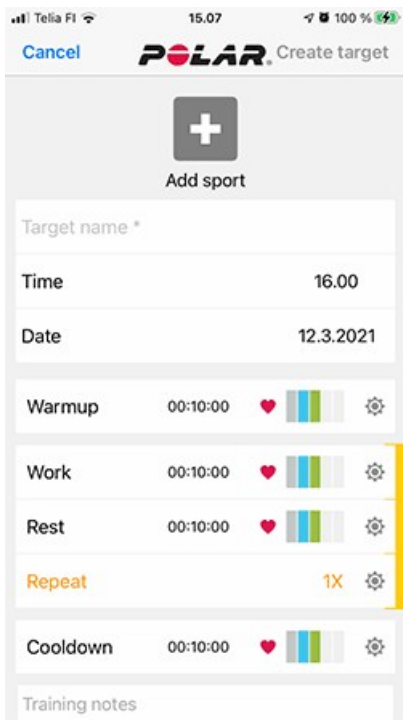 Telia FI 15.07 100 %
Cancel POLAR. Create target
Add sport
Target name *
Time 16.00
Date 12.3.2021
Warmup 00:10:00
Work 00:10:00
Rest 00:10:00
Repeat 1X
Cooldown 00:10:00
Training notes